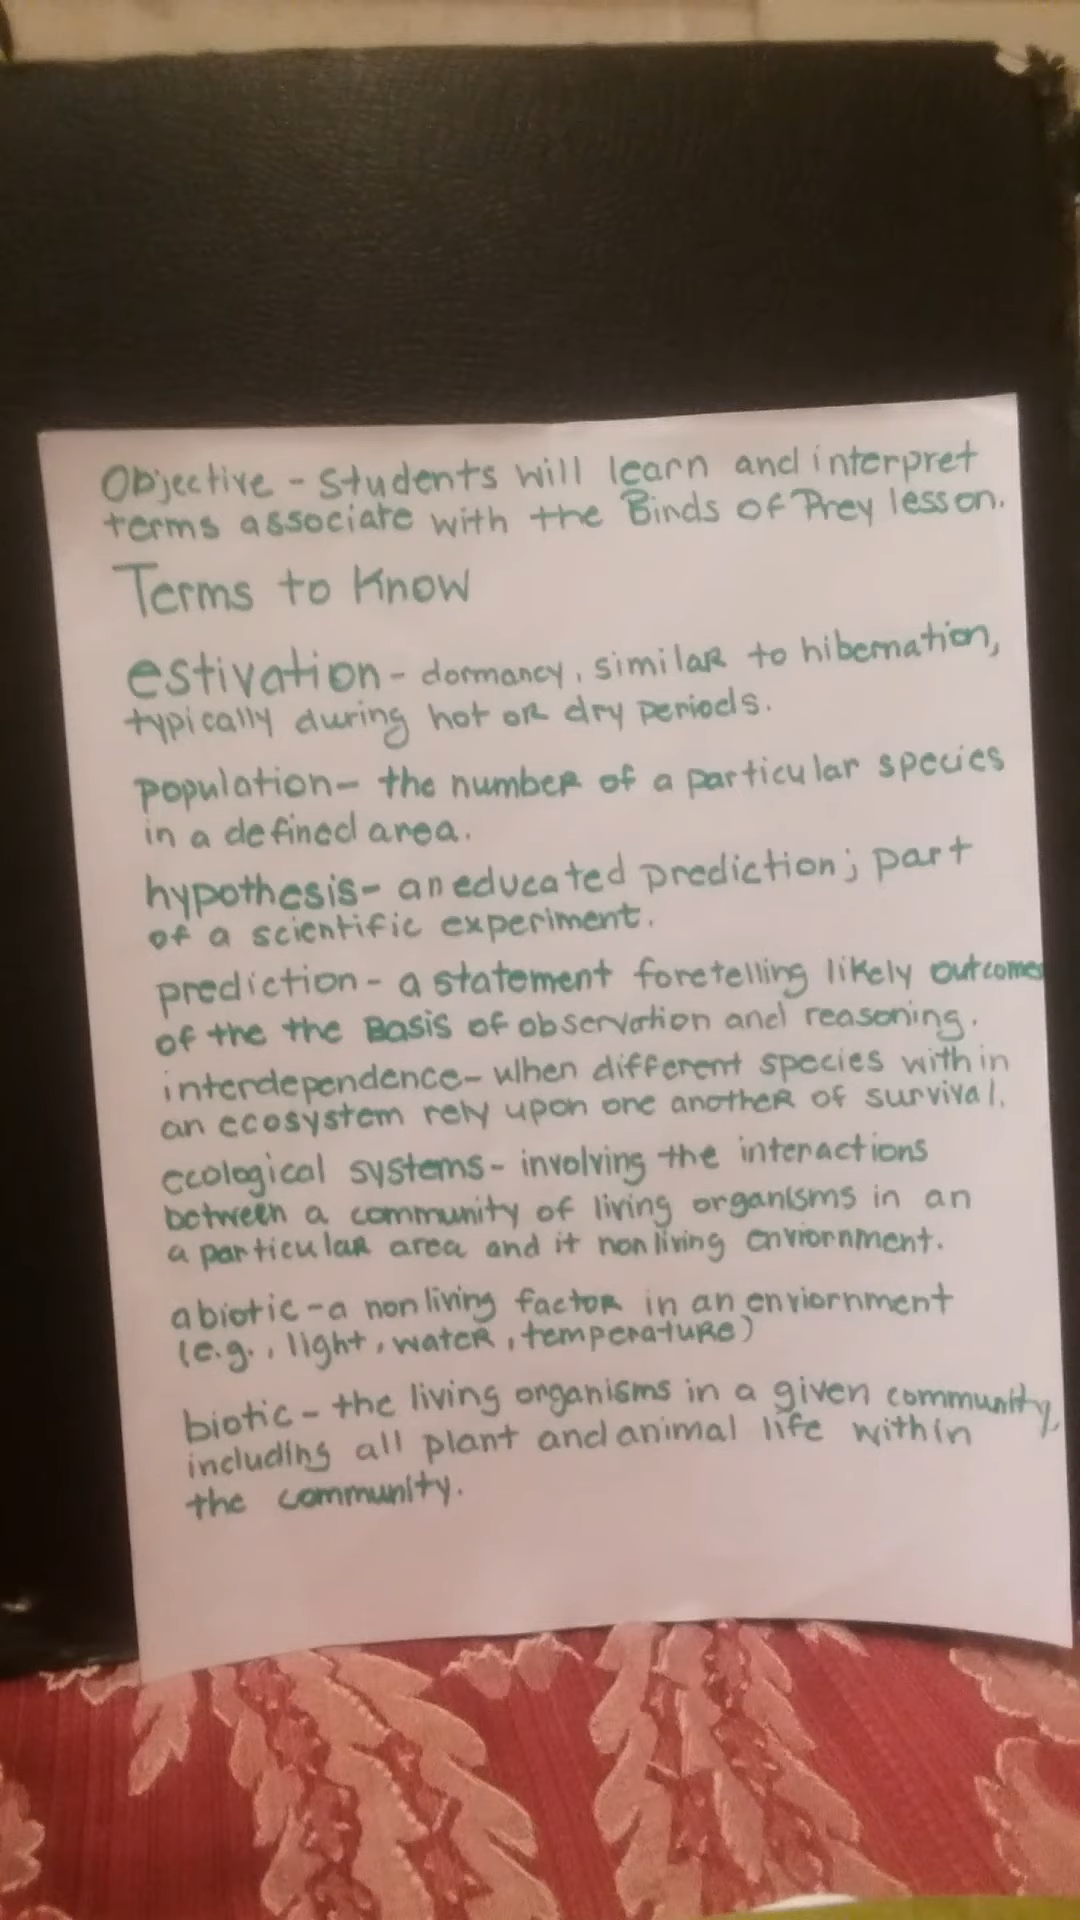 Objective - Students will learn and interpret
terms associate with the Binds of Prey lesson.
Terms to Know
estivation - dormancy, similar to hibernation,
typically during hot or dry periods.
population - the number of a particular species
in a defined area.
hypothesis - an educated prediction; part
of a scientific experiment.
prediction - a statement foretelling likely outcomes
of the the Basis of observation and reasoning.
interdependence - when different species within
an ecosystem rely upon one another of survival.
ecological systems - involving the interactions
between a community of living organisms in an
a particular area and it nonliving enviornment.
abiotic - a nonliving factor in an enviornment
(e.g., light, water, temperature)
biotic - the living organisms in a given community,
including all plant and animal life within
the community.